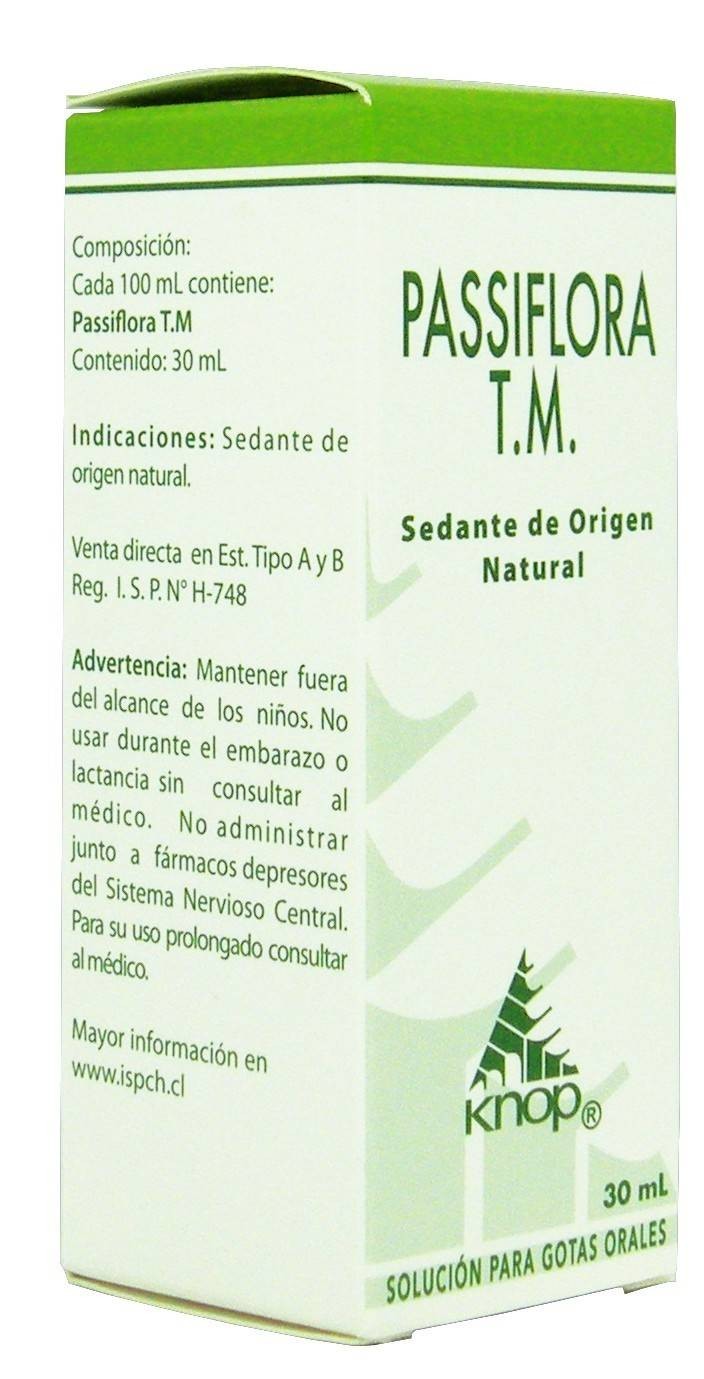 Composición:
Cada 100 mL contiene:
Passiflora T.M
Contenido: 30 mL
Indicaciones: Sedante de
origen natural.
Venta directa en Est. Tipo A y B
Reg. I. S. P. N° H-748
Advertencia: Mantener fuera
del alcance de los niños. No
usar durante el embarazo o
lactancia sin consultar al
médico. No administrar
junto a fármacos depresores
del Sistema Nervioso Central.
Para su uso prolongado consultar
al médico.
Mayor información en
www.ispch.cl
PASSIFLORA
T.M.
Sedante de Origen
Natural
Knop®
30 mL
SOLUCIÓN PARA GOTAS ORALES